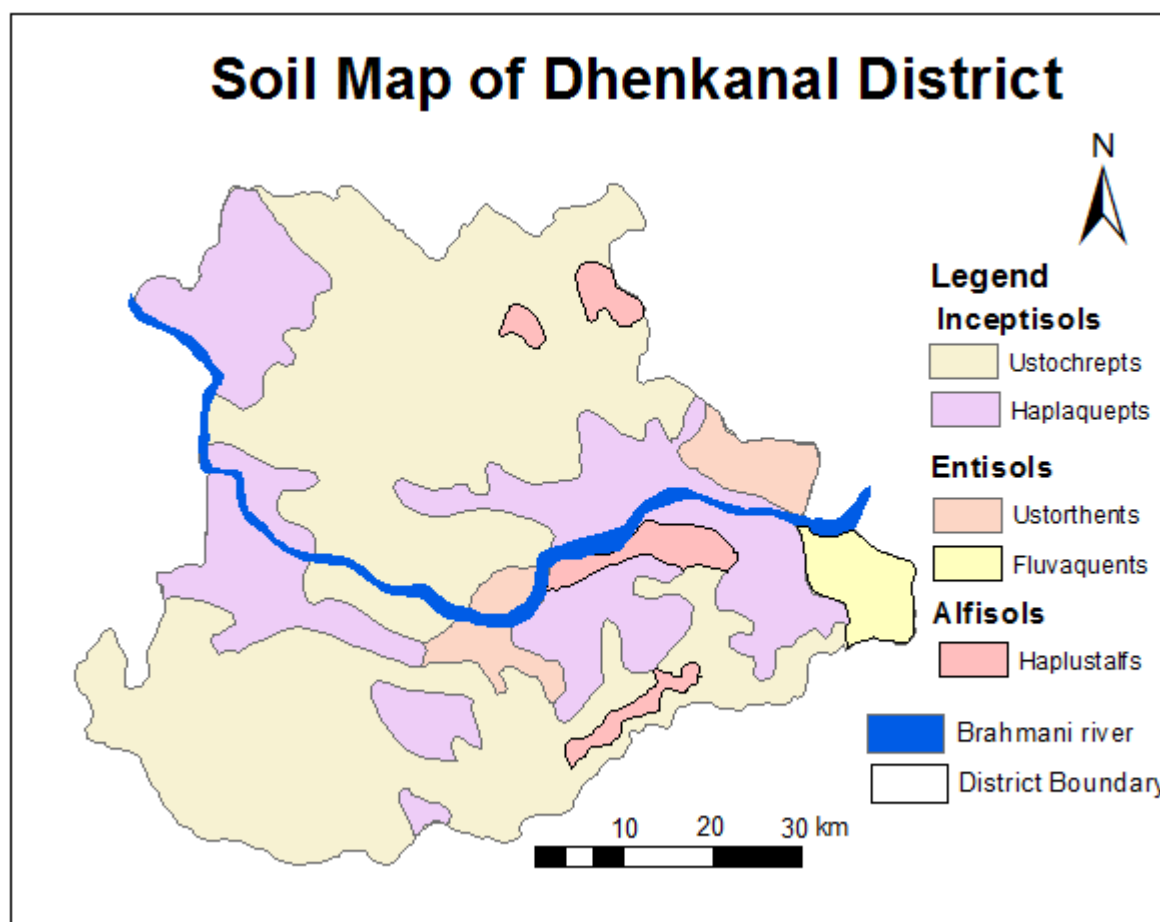 Soil Map of Dhenkanal District
N
Legend
Inceptisols
Ustochrepts
Haplaquepts
Entisols
Ustorthents
Fluvaquents
Alfisols
Haplustalfs
Brahmani river
District Boundary
10 20 30 km